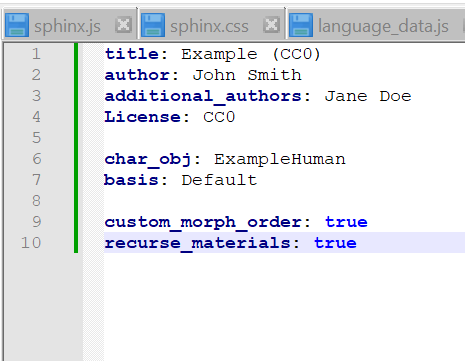 sphinx.js sphinx.css language_data.js
1 title: Example (CC0)
2 author: John Smith
3 additional_authors: Jane Doe
4 License: CC0
5
6 char_obj: ExampleHuman
7 basis: Default
8
9 custom_morph_order: true
10 recurse_materials: true